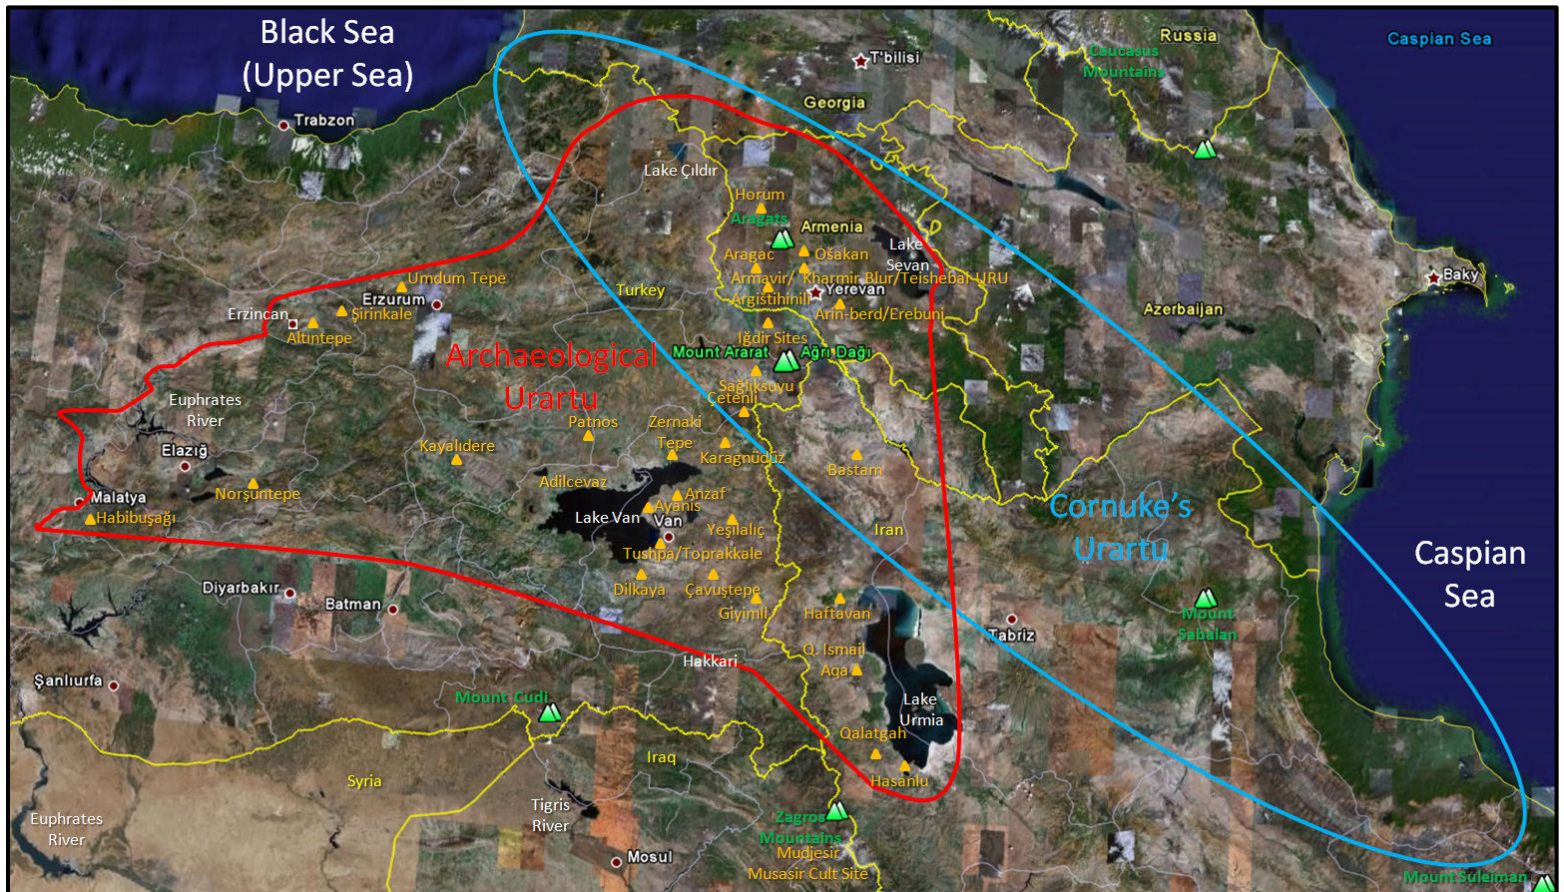 Black Sea
(Upper Sea)
T'bilisi
Russia
Caspian Sea
Caucasus
Mountains
Georgia
Trabzon
Lake Çıldır
Horum
Aragats
Armenia
Ošakan
Lake
Sevan
Aragac
Armavir/
Argištihinili
Kharmir Blur/Teishebai URU
Yerevan
Arin-berd/Erebuni
Baky
Azerbaijan
Umdum Tepe
Erzurum
Turkey
Erzincan
Şirinkale
Altıntepe
Iğdir Sites
Mount Ararat
Ağrı Dağı
Archaeological
Urartu
Sağlıksuyu
Çetenli
Euphrates
River
Elazığ
Kayalıdere
Patnos
Zernaki
Tepe
Karagnüdüz
Bastam
Norşuntepe
Malatya
Habibuşağı
Adilcevaz
Anzaf
Ayanis
Lake Van
Van
Yeşilalıç
Tushpa/Toprakkale
Iran
Cornuke’s
Urartu
Caspian
Sea
Diyarbakır
Batman
Dilkaya
Çavuştepe
Giyimli
Haftavan
Tabriz
Mount
Sabalan
Q. Ismail
Aqa
Hakkari
Şanlıurfa
Mount Cudi
Lake
Urmia
Qalatgah
Hasanlu
Iraq
Syria
Tigris
River
Euphrates
River
Zagros
Mountains
Mudjesir
Musasir Cult Site
Mosul
Mount Suleiman